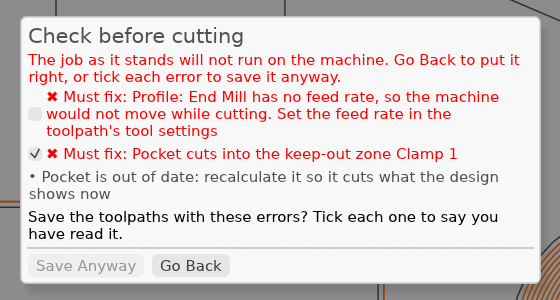 Check before cutting
The job as it stands will not run on the machine. Go Back to put it
right, or tick each error to save it anyway.
✖ Must fix: Profile: End Mill has no feed rate, so the machine
would not move while cutting. Set the feed rate in the
toolpath's tool settings
✖ Must fix: Pocket cuts into the keep-out zone Clamp 1
• Pocket is out of date: recalculate it so it cuts what the design
shows now
Save the toolpaths with these errors? Tick each one to say you
have read it.
Save Anyway Go Back